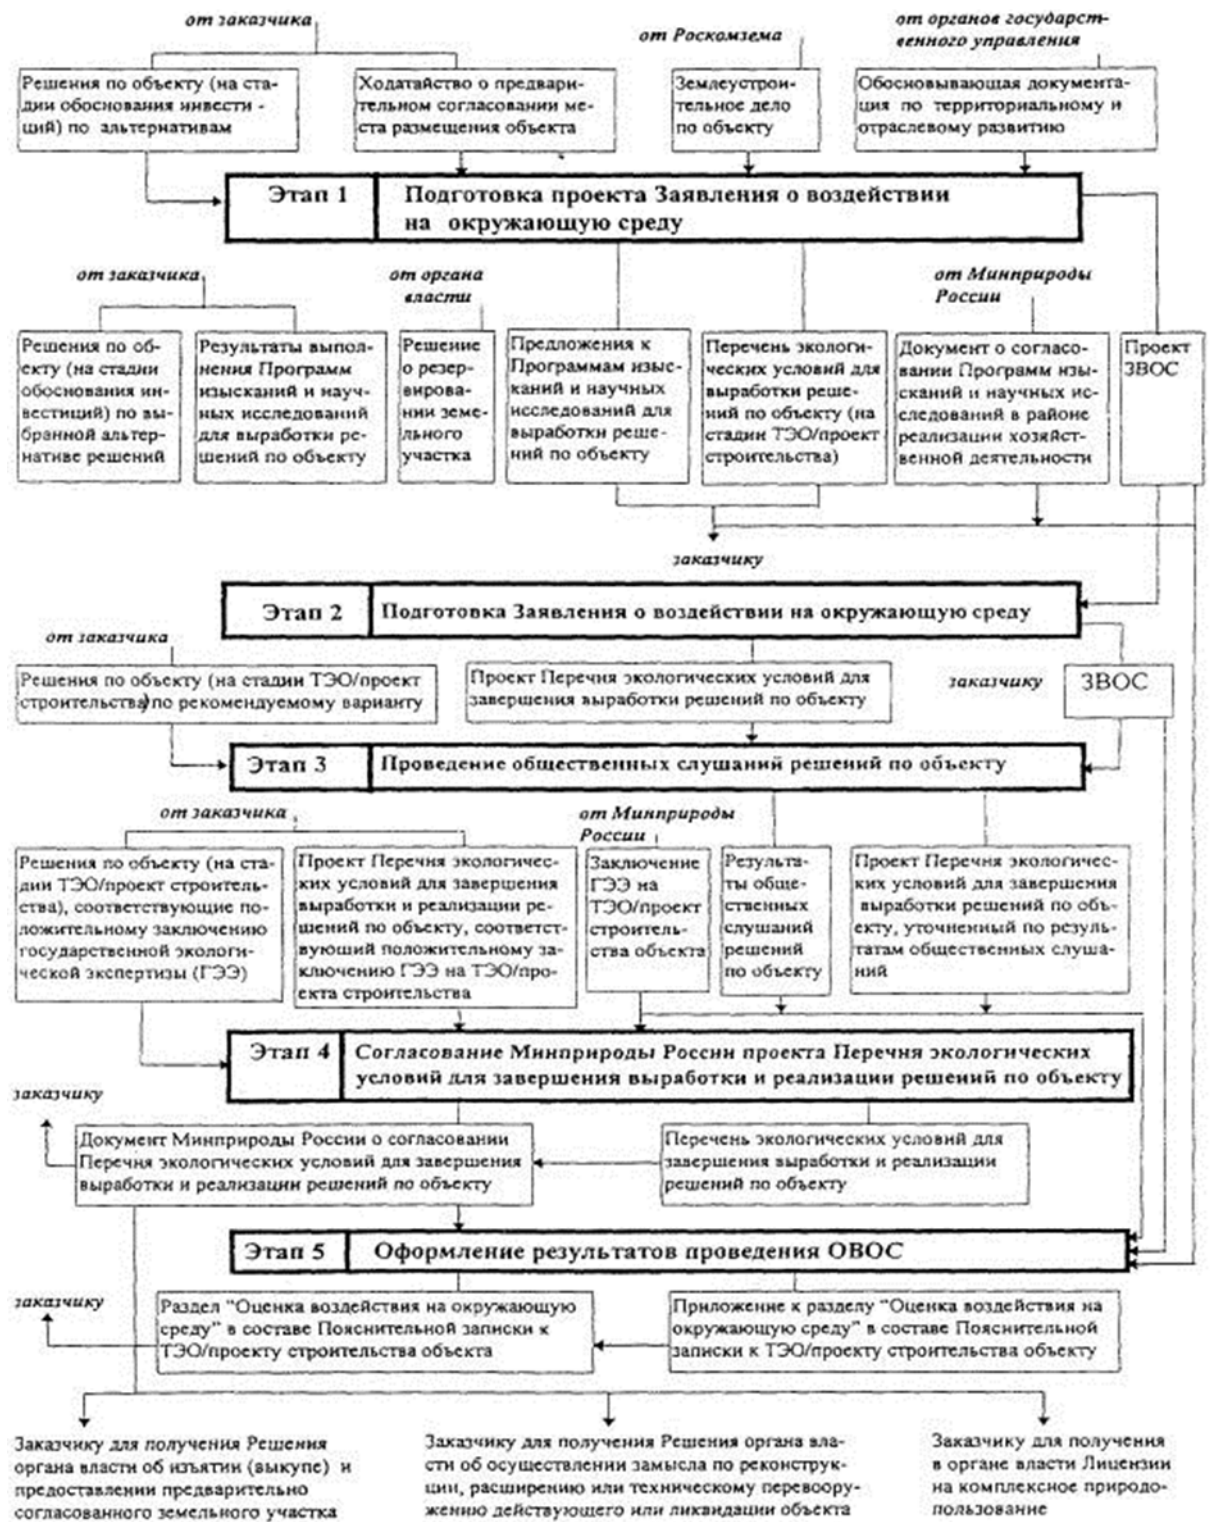 от заказчика
от Роскомзема
от органов государст-
венного управления
Решения по объекту (на ста-
дии обоснования инвести -
ций) по альтернативам
Ходатайство о предвари-
тельном согласовании ме-
ста размещения объекта
Землеустрои-
тельное дело
по объекту
Обосновывающая документа-
ция по территориальному и
отраслевому развитию
Этап 1
Подготовка проекта Заявления о воздействии
на окружающую среду
от заказчика
от органа
власти
от Минприроды
России
Решения по об-
екту (на стадии
обоснования ин-
вестиций) по вы-
бранной альтер-
нативе решений
Результаты выпол-
нения Программ
изысканий и науч-
ных исследований
для выработки ре-
шений по объекту
Решение
о резер-
вирова-
нии земе-
льного
участка
Предложения к
Программам изыс-
каний и научных
исследований для
выработки реше-
ний по объекту
Перечень экологи-
ческих условий для
выработки реше-
ний по объекту (на
стадии ТЭО/проект
строительства)
Документ о согласо-
вании Программ изы-
сканий и научных ис-
следований в районе
реализации хозяйст-
венной деятельности
Проект
ЗВОС
заказчику
Этап 2
Подготовка Заявления о воздействии на окружающую среду
от заказчика
Решения по объекту (на стадии ТЭО/проект
строительства) по рекомендуемому варианту
Проект Перечня экологических условий для
завершения выработки решений по объекту
заказчику
ЗВОС
Этап 3
Проведение общественных слушаний решений по объекту
от заказчика
от Минприроды
России
Решения по объекту (на ста-
дии ТЭО/проект строитель-
ства), соответствующие по-
ложительному заключению
государственной экологи-
ческой экспертизы (ГЭЭ)
Проект Перечня экологичес-
ких условий для завершения
выработки и реализации ре-
шений по объекту, соответст-
вующий положительному за-
ключению ГЭЭ на ТЭО/про-
екта строительства
Заключение
ГЭЭ на
ТЭО/проект
строитель-
ства объекта
Результа-
ты обще-
ственных
слушаний
решений
по объекту
Проект Перечня экологичес-
ких условий для завершения
выработки решений по объ-
екту, уточненный по резуль-
татам общественных слуша-
ний
Этап 4
Согласование Минприроды России проекта Перечня экологических
условий для завершения выработки и реализации решений по объекту
заказчику
Документ Минприроды России о согласовании
Перечня экологических условий для завершения
выработки и реализации решений по объекту
Перечень экологических условий для
завершения выработки и реализации
решений по объекту
Этап 5
Оформление результатов проведения ОВОС
заказчику
Раздел "Оценка воздействия на окружающую
среду" в составе Пояснительной записки к
ТЭО/проекту строительства объекта
Приложение к разделу "Оценка воздействия на
окружающую среду" в составе Пояснительной
записки к ТЭО/проекту строительства объекту
Заказчику для получения Решения
органа власти об изъятии (выкупе) и
предоставлении предварительно
согласованного земельного участка
Заказчику для получения Решения органа вла-
сти об осуществлении замысла по реконструк-
ции, расширению или техническому перевоору-
жению действующего или ликвидации объекта
Заказчику для получения
в органе власти Лицензии
на комплексное природо-
пользование